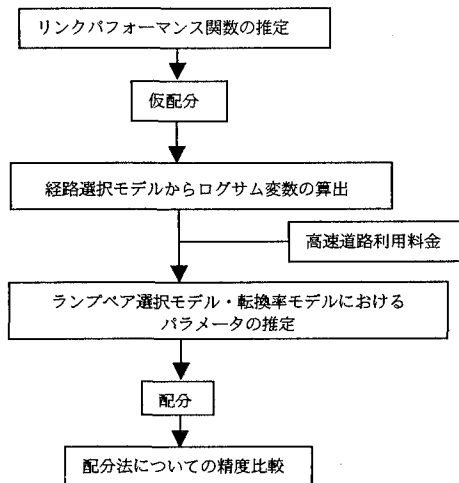 リンクパフォーマンス関数の推定
仮配分
経路選択モデルからログサム変数の算出
高速道路利用料金
ランプペア選択モデル・転換率モデルにおける
パラメータの推定
配分
配分法についての精度比較